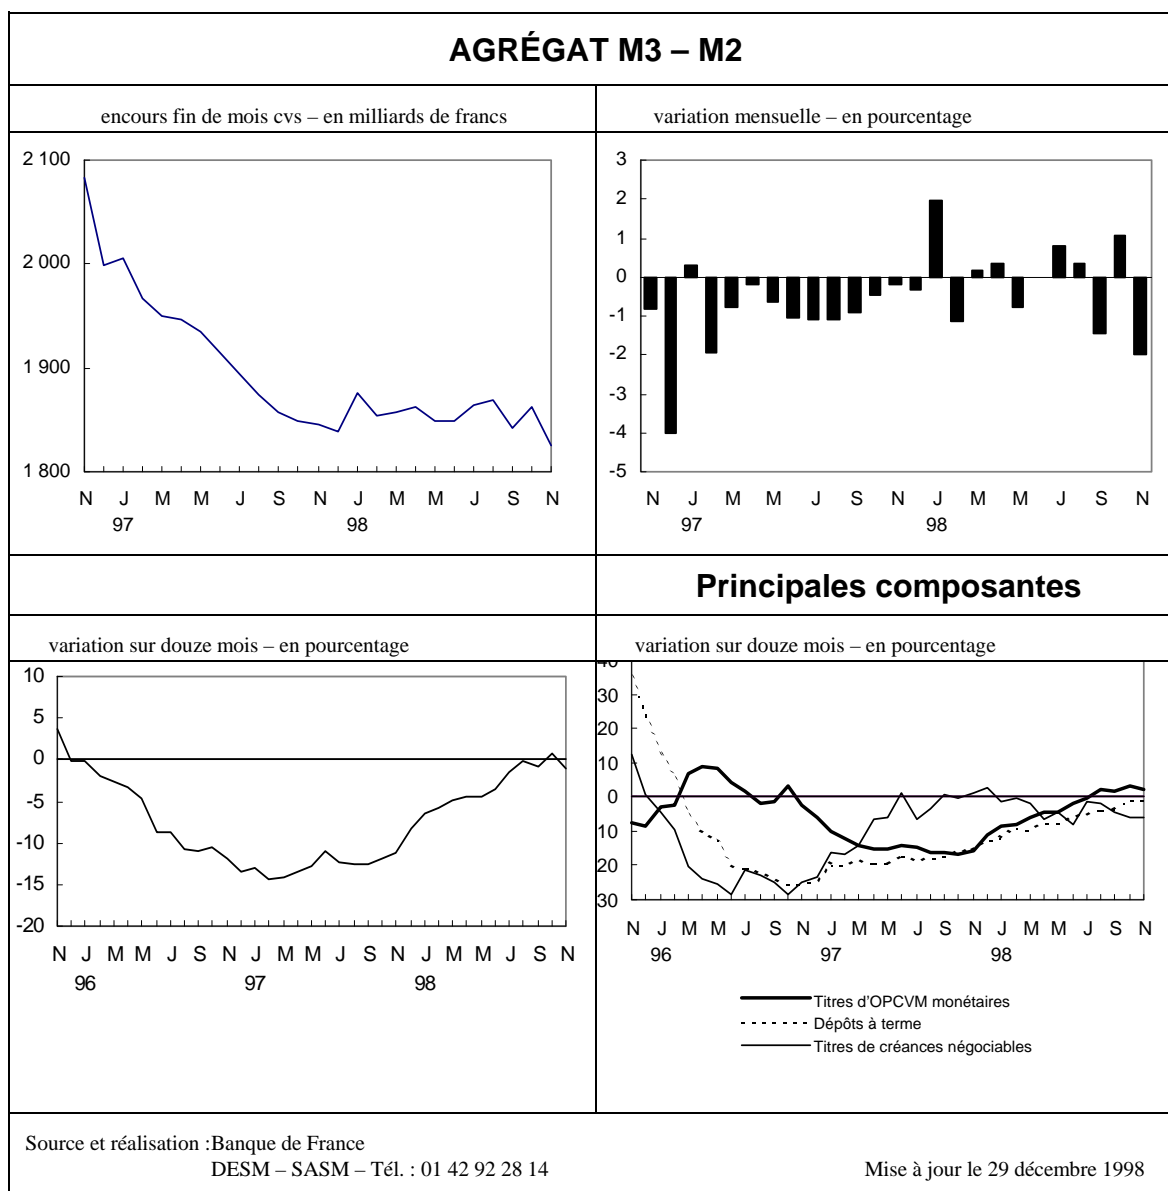 AGRÉGAT M3 – M2
encours fin de mois cvs – en milliards de francs
variation mensuelle – en pourcentage
2 100
2 000
1 900
1 800
N J M M J S N J M M J S N
97 98
3
2
1
0
-1
-2
-3
-4
-5
N J M M J S N J M M J S N
97 98
Principales composantes
variation sur douze mois – en pourcentage
variation sur douze mois – en pourcentage
10
5
0
-5
-10
-15
-20
N J M M J S N J M M J S N J M M J S N
96 97 98
40
30
20
10
0
10
20
30
N J M M J S N J M M J S N J M M J S N
96 97 98
Titres d'OPCVM monétaires
Dépôts à terme
Titres de créances négociables
Source et réalisation :Banque de France
DESM – SASM – Tél. : 01 42 92 28 14
Mise à jour le 29 décembre 1998